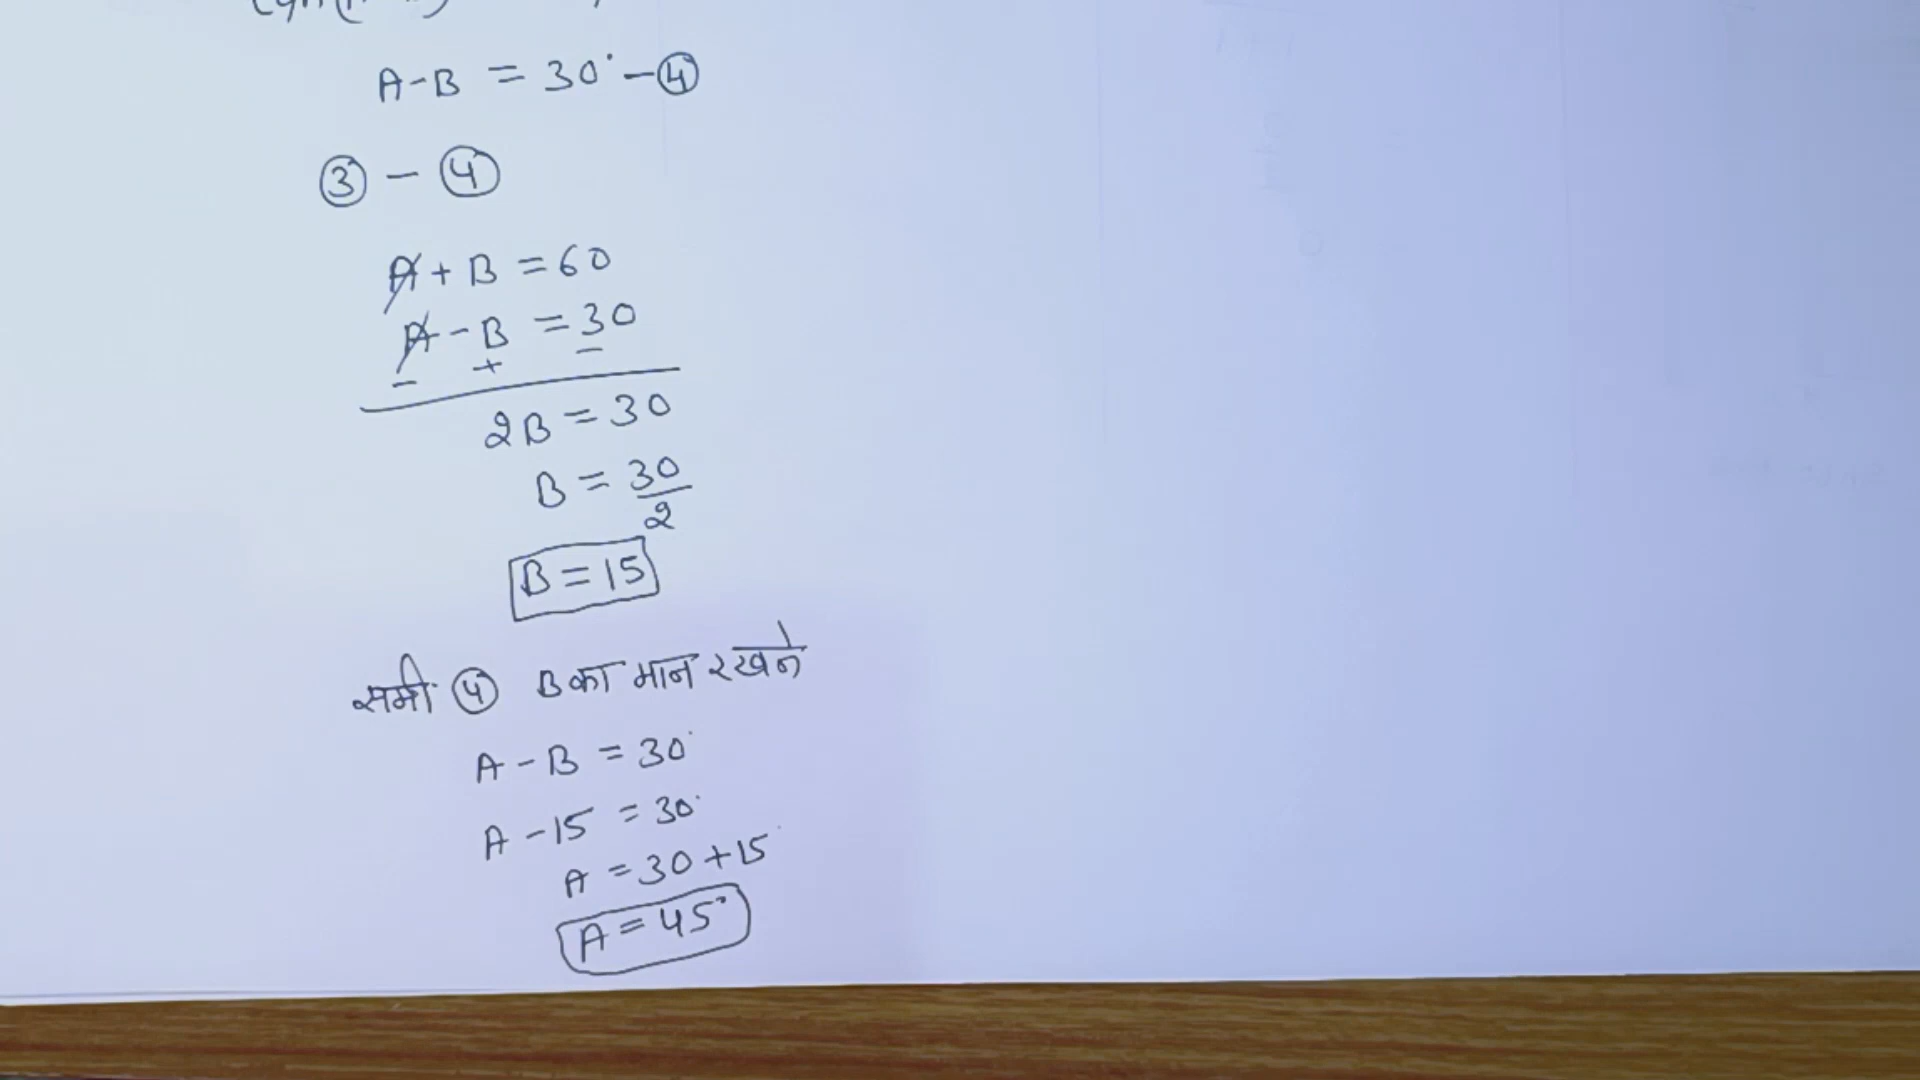 A-B = 30° -④
③ - ④
A + B = 60
A - B = 30
- + -
2B = 30
B = 30/2
B = 15
समी ④ B का मान रखने
A - B = 30°
A - 15 = 30°
A = 30 + 15
A = 45°